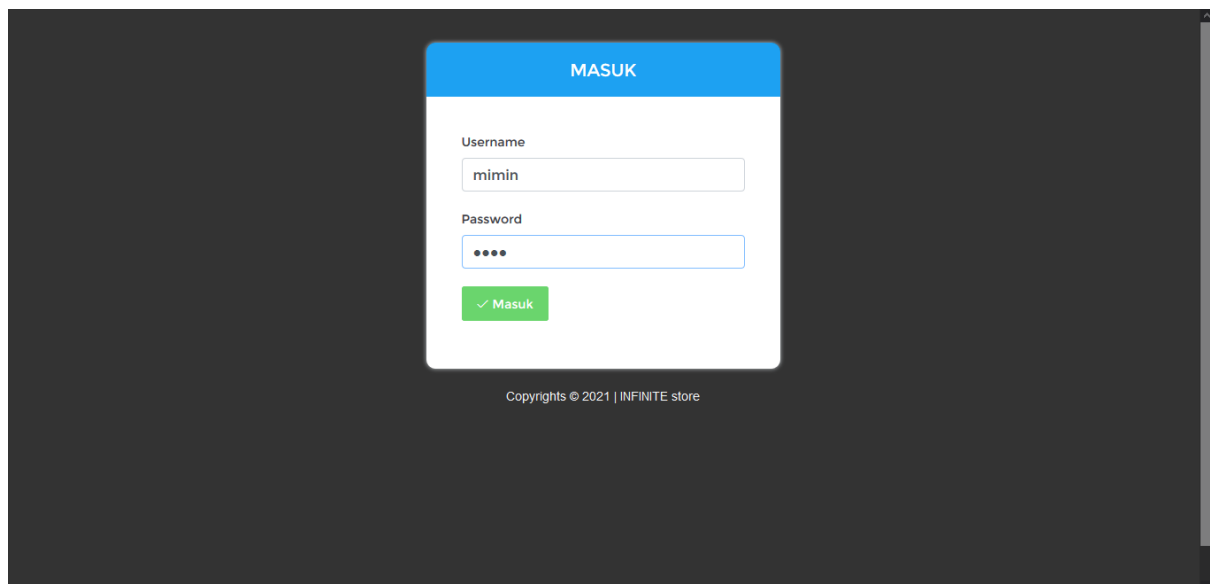 MASUK
Username
mimin
Password
••••
Masuk
Copyrights © 2021 | INFINITE store